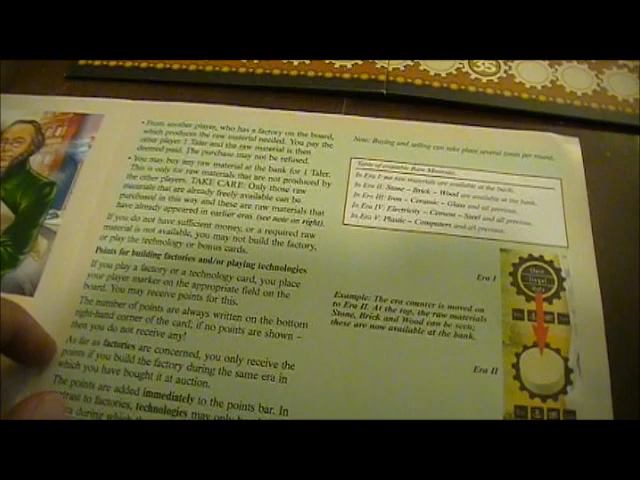 35
• From another player, who has a factory on the board,
which produces the raw material needed. You pay the
other player 1 Taler and the raw material is then
deemed paid. The purchase may not be refused.
• You may buy any raw material at the bank for 1 Taler.
This is only for raw materials that are not produced by
the other players. TAKE CARE: Only those raw
materials that are already freely available can be
purchased in this way and these are raw materials that
have already appeared in earlier eras (see note on right).
If you do not have sufficient money, or a required raw
material is not available, you may not build the factory,
or play the technology or bonus cards.
Points for building factories and/or playing technologies
If you play a factory or a technology card, you place
your player marker on the appropriate field on the
board. You may receive points for this.
The number of points are always written on the bottom
right-hand corner of the card, if no points are shown –
then you do not receive any!
As far as factories are concerned, you only receive the
points if you build the factory during the same era in
which you have bought it at auction.
The points are added immediately to the points bar. In
contrast to factories, technologies may only
era during which
Note: Buying and selling can take place several times per round.
Table of available Raw Materials.
In Era I: no raw materials are available at the bank.
In Era II: Stone – Brick – Wood are available at the bank.
In Era III: Iron – Ceramic – Glass and all previous.
In Era IV: Electricity – Cement – Steel and all previous.
In Era V: Plastic – Computers and all previous.
Era I
Example: The era counter is moved on
to Era II. At the top, the raw materials
Stone, Brick and Wood can be seen;
these are now available at the bank.
Era II